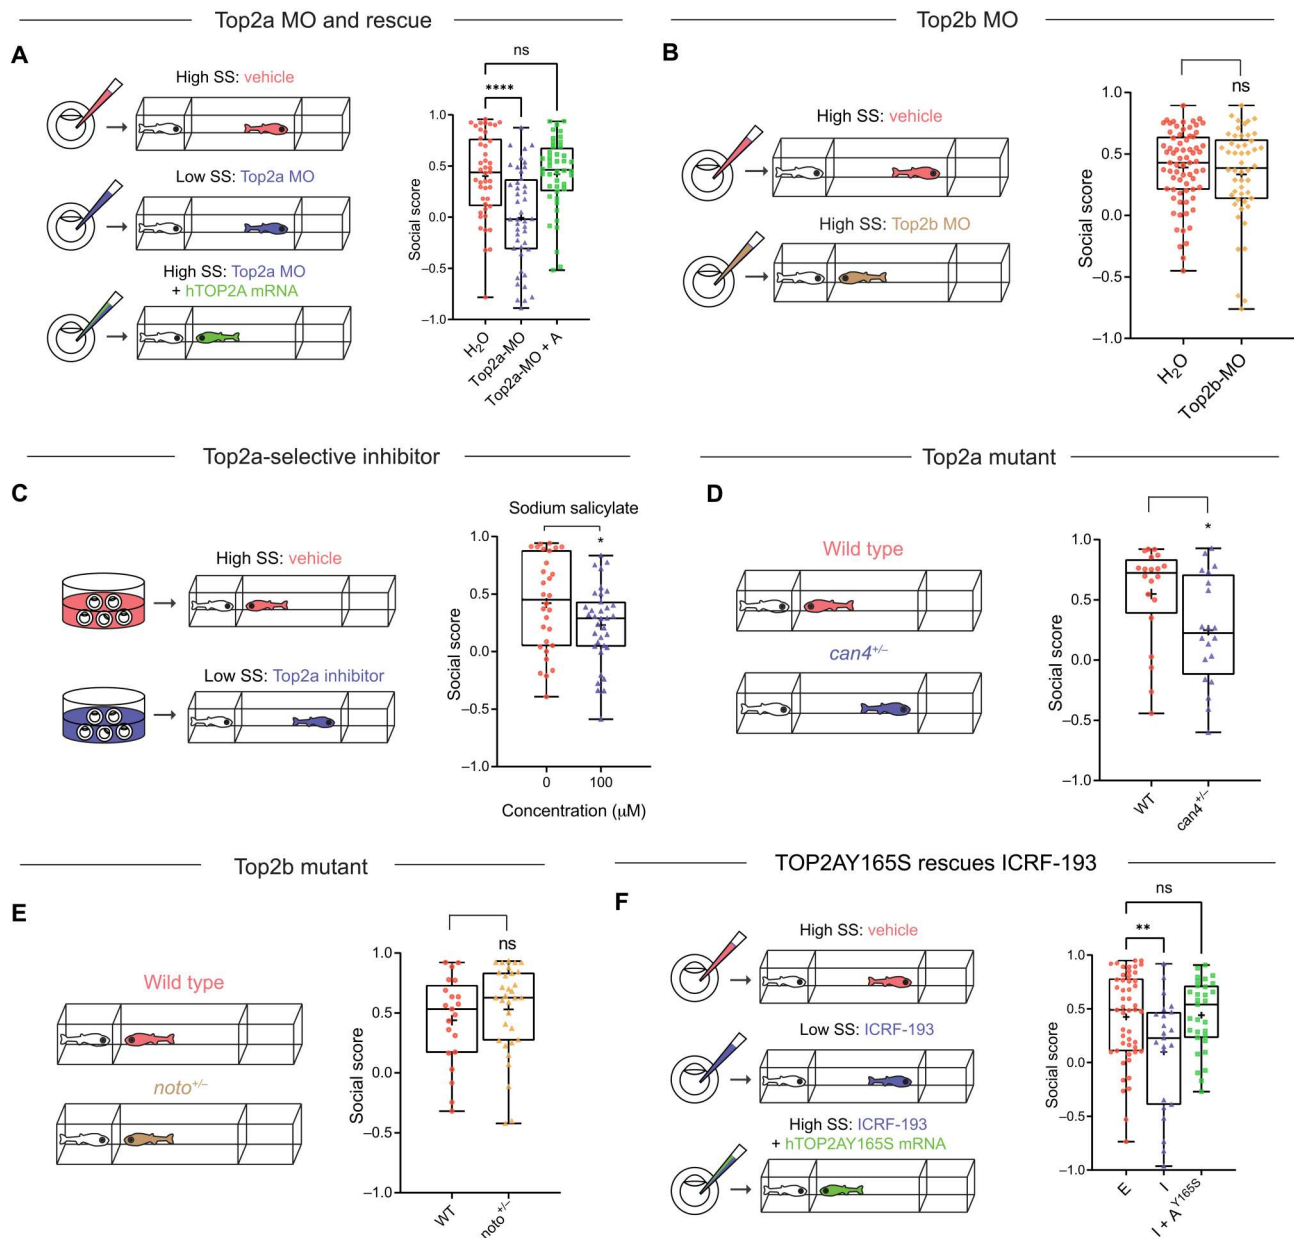 Top2a MO and rescue
Top2b MO
A
High SS: vehicle
Low SS: Top2a MO
High SS: Top2a MO
+ hTOP2A mRNA
ns
****
Social score
1.0
0.5
0.0
–0.5
–1.0
H₂O
Top2a-MO
Top2a-MO + A
B
High SS: vehicle
High SS: Top2b MO
ns
Social score
1.0
0.5
0.0
–0.5
–1.0
H₂O
Top2b-MO
Top2a-selective inhibitor
Top2a mutant
C
High SS: vehicle
Low SS: Top2a inhibitor
Sodium salicylate
*
Social score
1.0
0.5
0.0
–0.5
–1.0
0
100
Concentration (μM)
D
Wild type
can4⁺/⁻
*
Social score
1.0
0.5
0.0
–0.5
–1.0
WT
can4⁺/⁻
Top2b mutant
TOP2AY165S rescues ICRF-193
E
Wild type
noto⁺/⁻
ns
Social score
1.0
0.5
0.0
–0.5
–1.0
WT
noto⁺/⁻
F
High SS: vehicle
Low SS: ICRF-193
High SS: ICRF-193
+ hTOP2AY165S mRNA
ns
**
Social score
1.0
0.5
0.0
–0.5
–1.0
E
I
I + A^Y165S